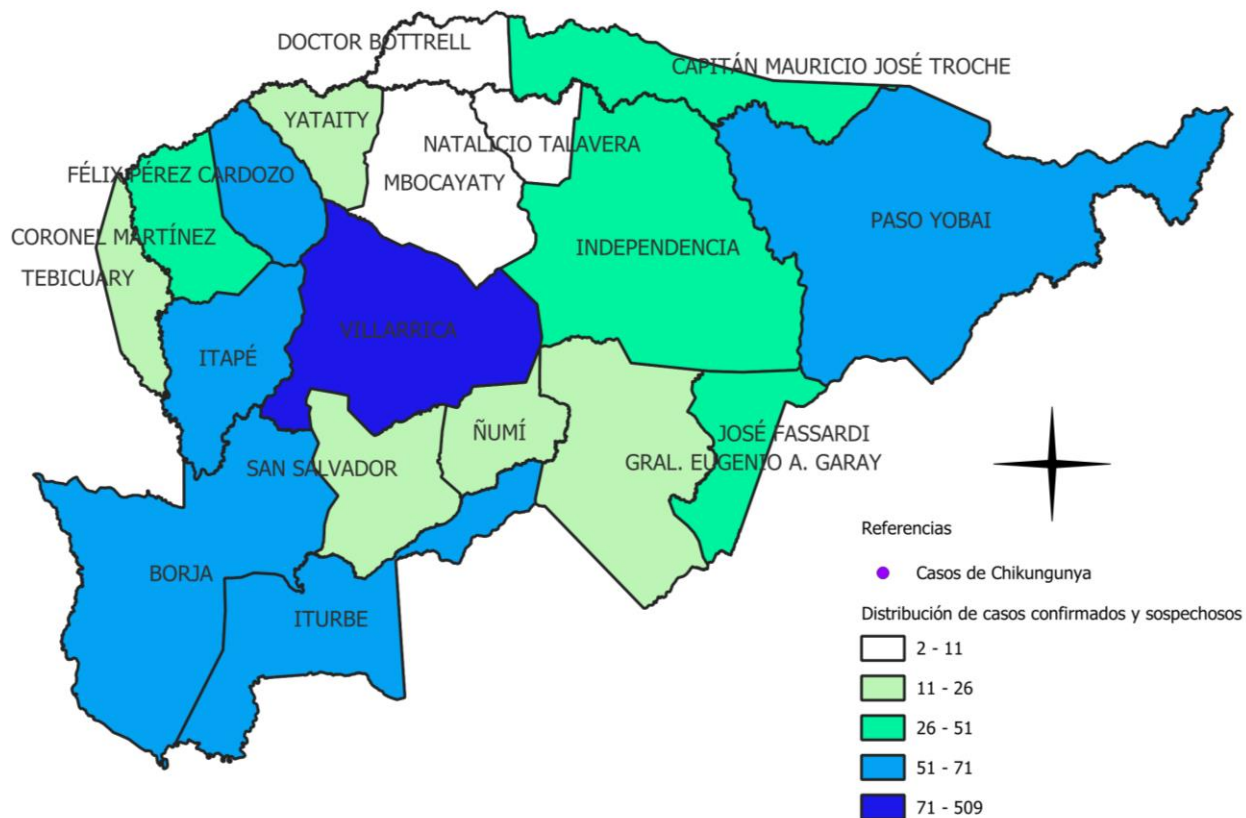 DOCTOR BOTTRELL
CAPITÁN MAURICIO JOSÉ TROCHE
YATAITY
NATALICIO TALAVERA
FÉLIX PÉREZ CARDOZO
MBOCAYATY
PASO YOBAI
CORONEL MARTÍNEZ
INDEPENDENCIA
TEBICUARY
VILLARRICA
ITAPÉ
ÑUMÍ
JOSÉ FASSARDI
SAN SALVADOR
GRAL. EUGENIO A. GARAY
BORJA
ITURBE
Referencias
Casos de Chikungunya
Distribución de casos confirmados y sospechosos
2 - 11
11 - 26
26 - 51
51 - 71
71 - 509